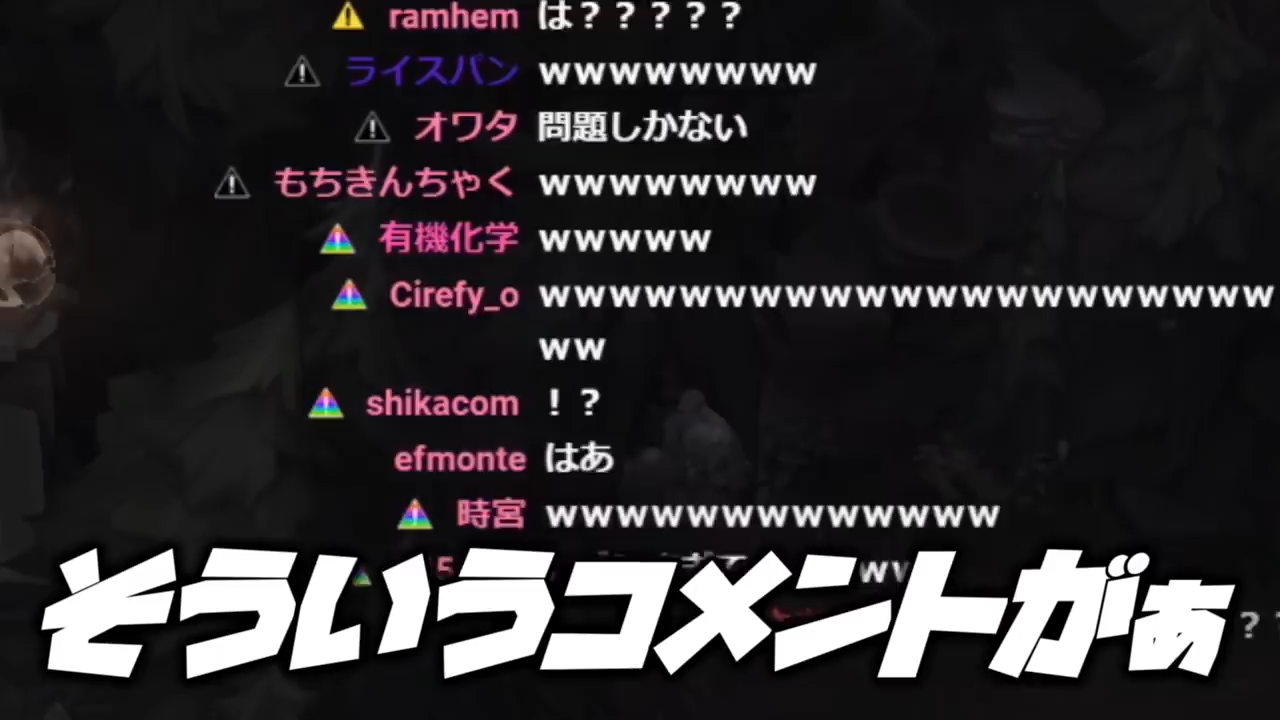 ramhem は？？？？？
ライスパン wwwwwwww
オワタ 問題しかない
もちきんちゃく wwwwwwww
有機化学 wwwww
Cirefy_o wwwwwwwwwwwwwwwwwwwww
ww
shikacom ！？
efmonte はあ
時宮 wwwwwwwwwwwww
そういうコメントがぁ